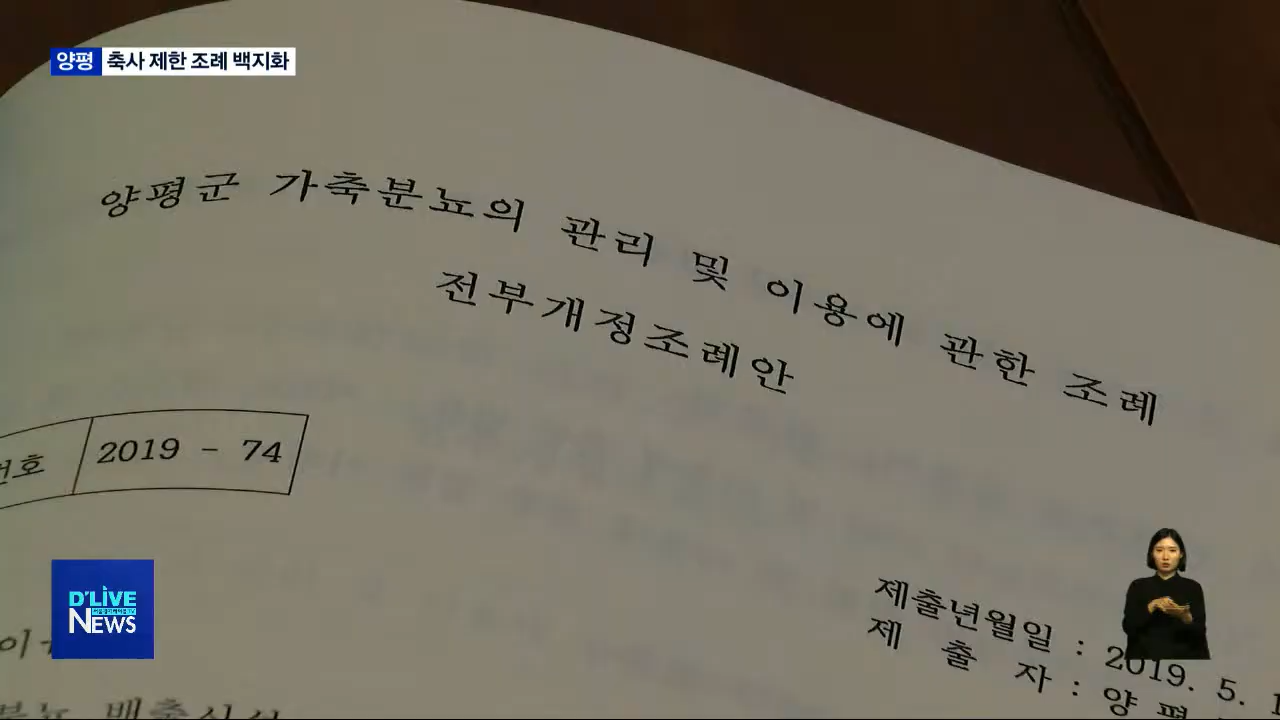 양평 축사 제한 조례 백지화
양평군 가축분뇨의 관리 및 이용에 관한 조례
전부개정조례안
2019 - 74
D'LIVE
NEWS
제출년월일 : 2019. 5.
제 출 자 : 양 평